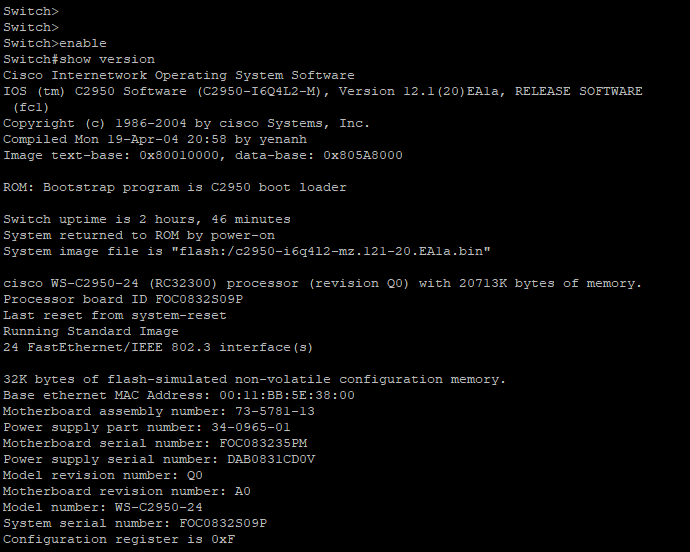 Switch>
Switch>
Switch>enable
Switch#show version
Cisco Internetwork Operating System Software
IOS (tm) C2950 Software (C2950-I6Q4L2-M), Version 12.1(20)EA1a, RELEASE SOFTWARE
(fc1)
Copyright (c) 1986-2004 by cisco Systems, Inc.
Compiled Mon 19-Apr-04 20:58 by yenanh
Image text-base: 0x80010000, data-base: 0x805A8000
ROM: Bootstrap program is C2950 boot loader
Switch uptime is 2 hours, 46 minutes
System returned to ROM by power-on
System image file is "flash:/c2950-i6q4l2-mz.121-20.EA1a.bin"
cisco WS-C2950-24 (RC32300) processor (revision Q0) with 20713K bytes of memory.
Processor board ID FOC0832S09P
Last reset from system-reset
Running Standard Image
24 FastEthernet/IEEE 802.3 interface(s)
32K bytes of flash-simulated non-volatile configuration memory.
Base ethernet MAC Address: 00:11:BB:5E:38:00
Motherboard assembly number: 73-5781-13
Power supply part number: 34-0965-01
Motherboard serial number: FOC083235PM
Power supply serial number: DAB0831CD0V
Model revision number: Q0
Motherboard revision number: A0
Model number: WS-C2950-24
System serial number: FOC0832S09P
Configuration register is 0xF